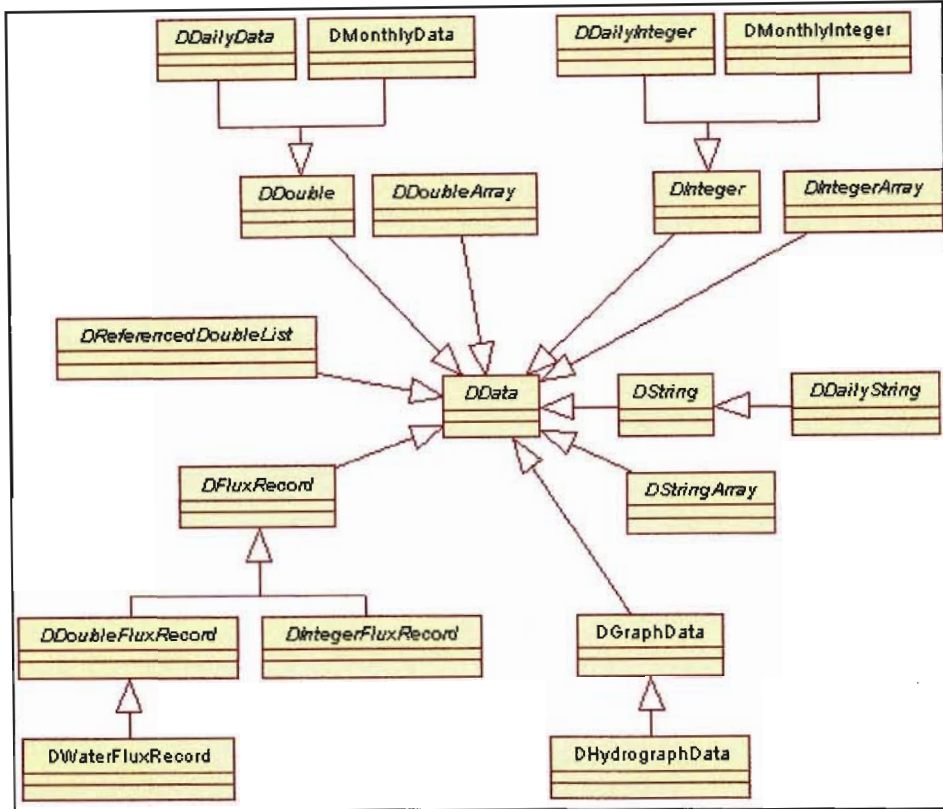 DDailyData
DMonthlyData
DDailyInteger
DMonthlyInteger
DDouble
DDoubleArray
DInteger
DIntegerArray
DReferencedDoubleList
DData
DString
DDailyString
DFluxRecord
DStringArray
DDoubleFluxRecord
DIntegerFluxRecord
DGraphData
DWaterFluxRecord
DHydrographData